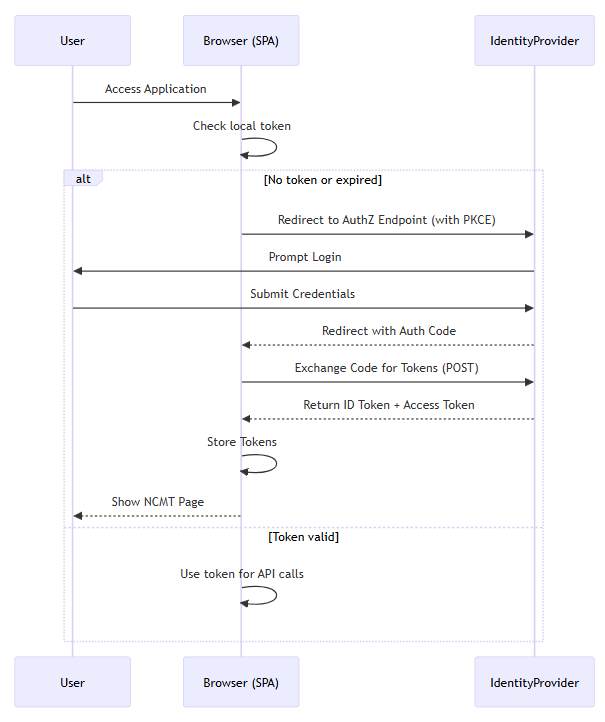 User
Browser (SPA)
IdentityProvider
Access Application
Check local token
alt
[No token or expired]
Redirect to AuthZ Endpoint (with PKCE)
Prompt Login
Submit Credentials
Redirect with Auth Code
Exchange Code for Tokens (POST)
Return ID Token + Access Token
Store Tokens
Show NCMT Page
[Token valid]
Use token for API calls
User
Browser (SPA)
IdentityProvider